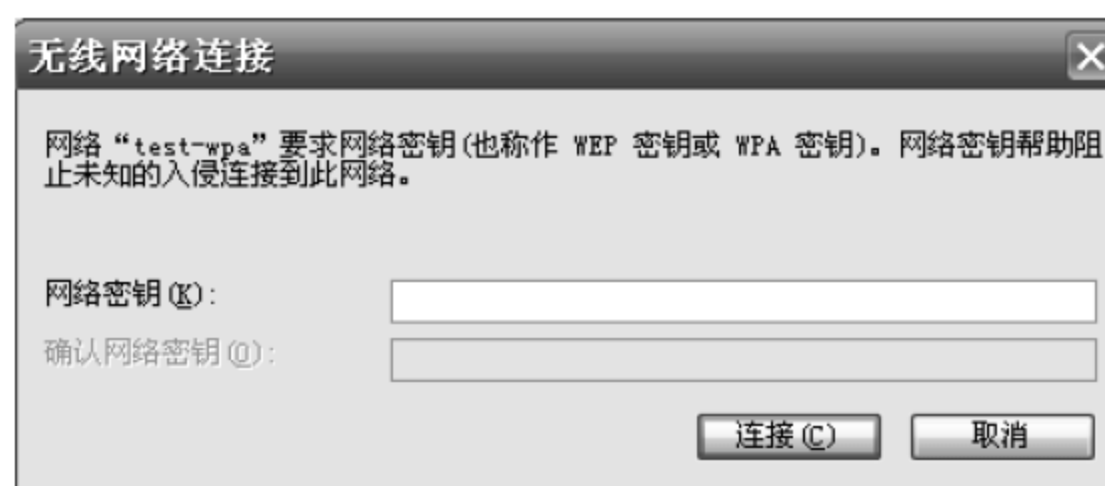 无线网络连接
网络“test-wpa”要求网络密钥(也称作 WEP 密钥或 WPA 密钥)。网络密钥帮助阻
止未知的入侵连接到此网络。
网络密钥(K):
确认网络密钥(O):
连接(C) 取消